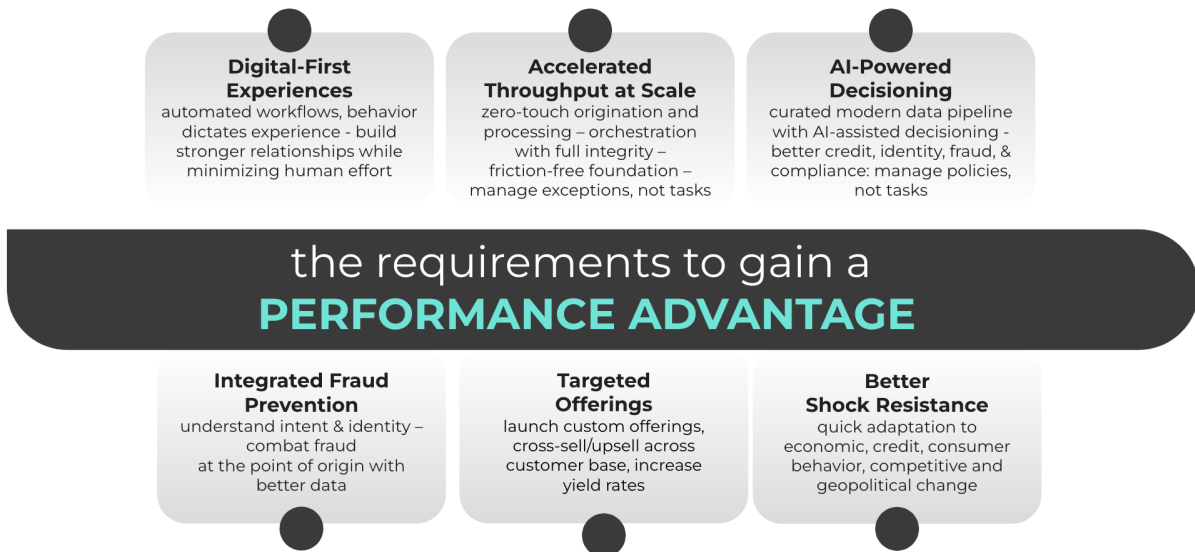 Digital-First
Experiences
automated workflows, behavior
dictates experience - build
stronger relationships while
minimizing human effort
Accelerated
Throughput at Scale
zero-touch origination and
processing – orchestration
with full integrity –
friction-free foundation –
manage exceptions, not tasks
AI-Powered
Decisioning
curated modern data pipeline
with AI-assisted decisioning -
better credit, identity, fraud, &
compliance: manage policies,
not tasks
the requirements to gain a
PERFORMANCE ADVANTAGE
Integrated Fraud
Prevention
understand intent & identity –
combat fraud
at the point of origin with
better data
Targeted
Offerings
launch custom offerings,
cross-sell/upsell across
customer base, increase
yield rates
Better
Shock Resistance
quick adaptation to
economic, credit, consumer
behavior, competitive and
geopolitical change